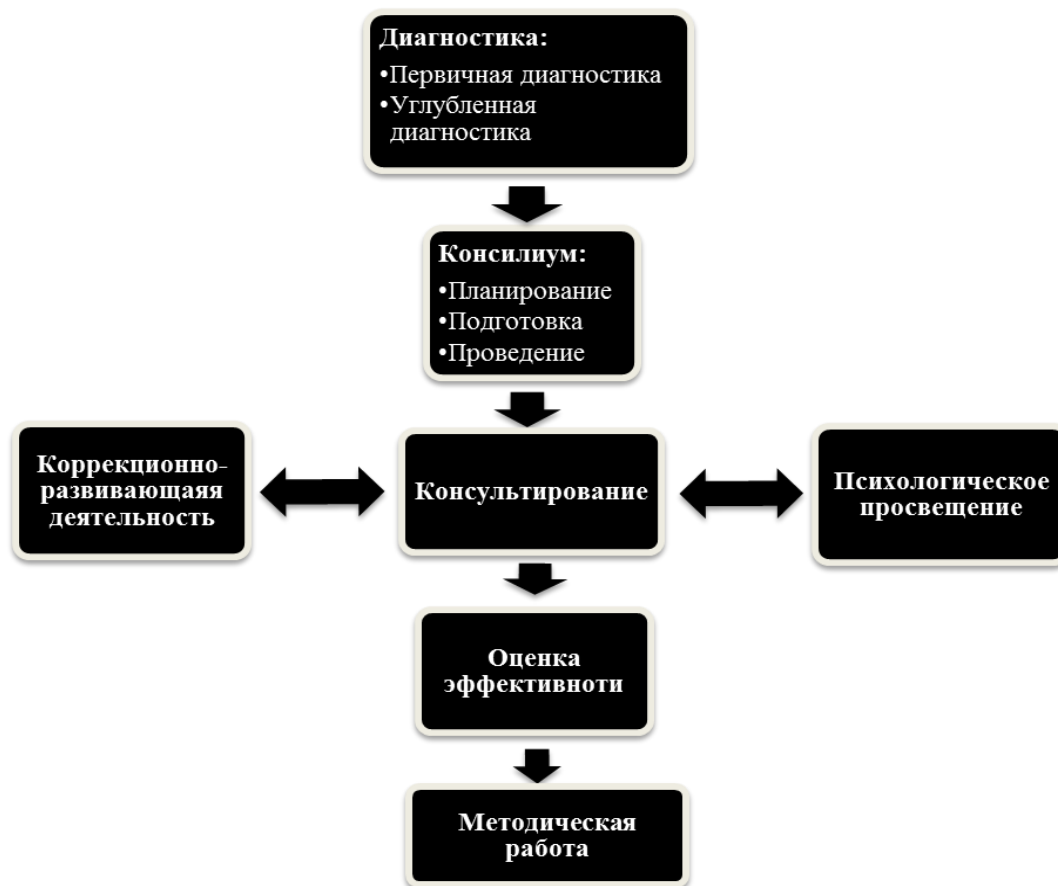 Диагностика:
•Первичная диагностика
•Углубленная
диагностика
Консилиум:
•Планирование
•Подготовка
•Проведение
Коррекционно-
развивающаяя
деятельность
Консультирование
Психологическое
просвещение
Оценка
эффективноти
Методическая
работа